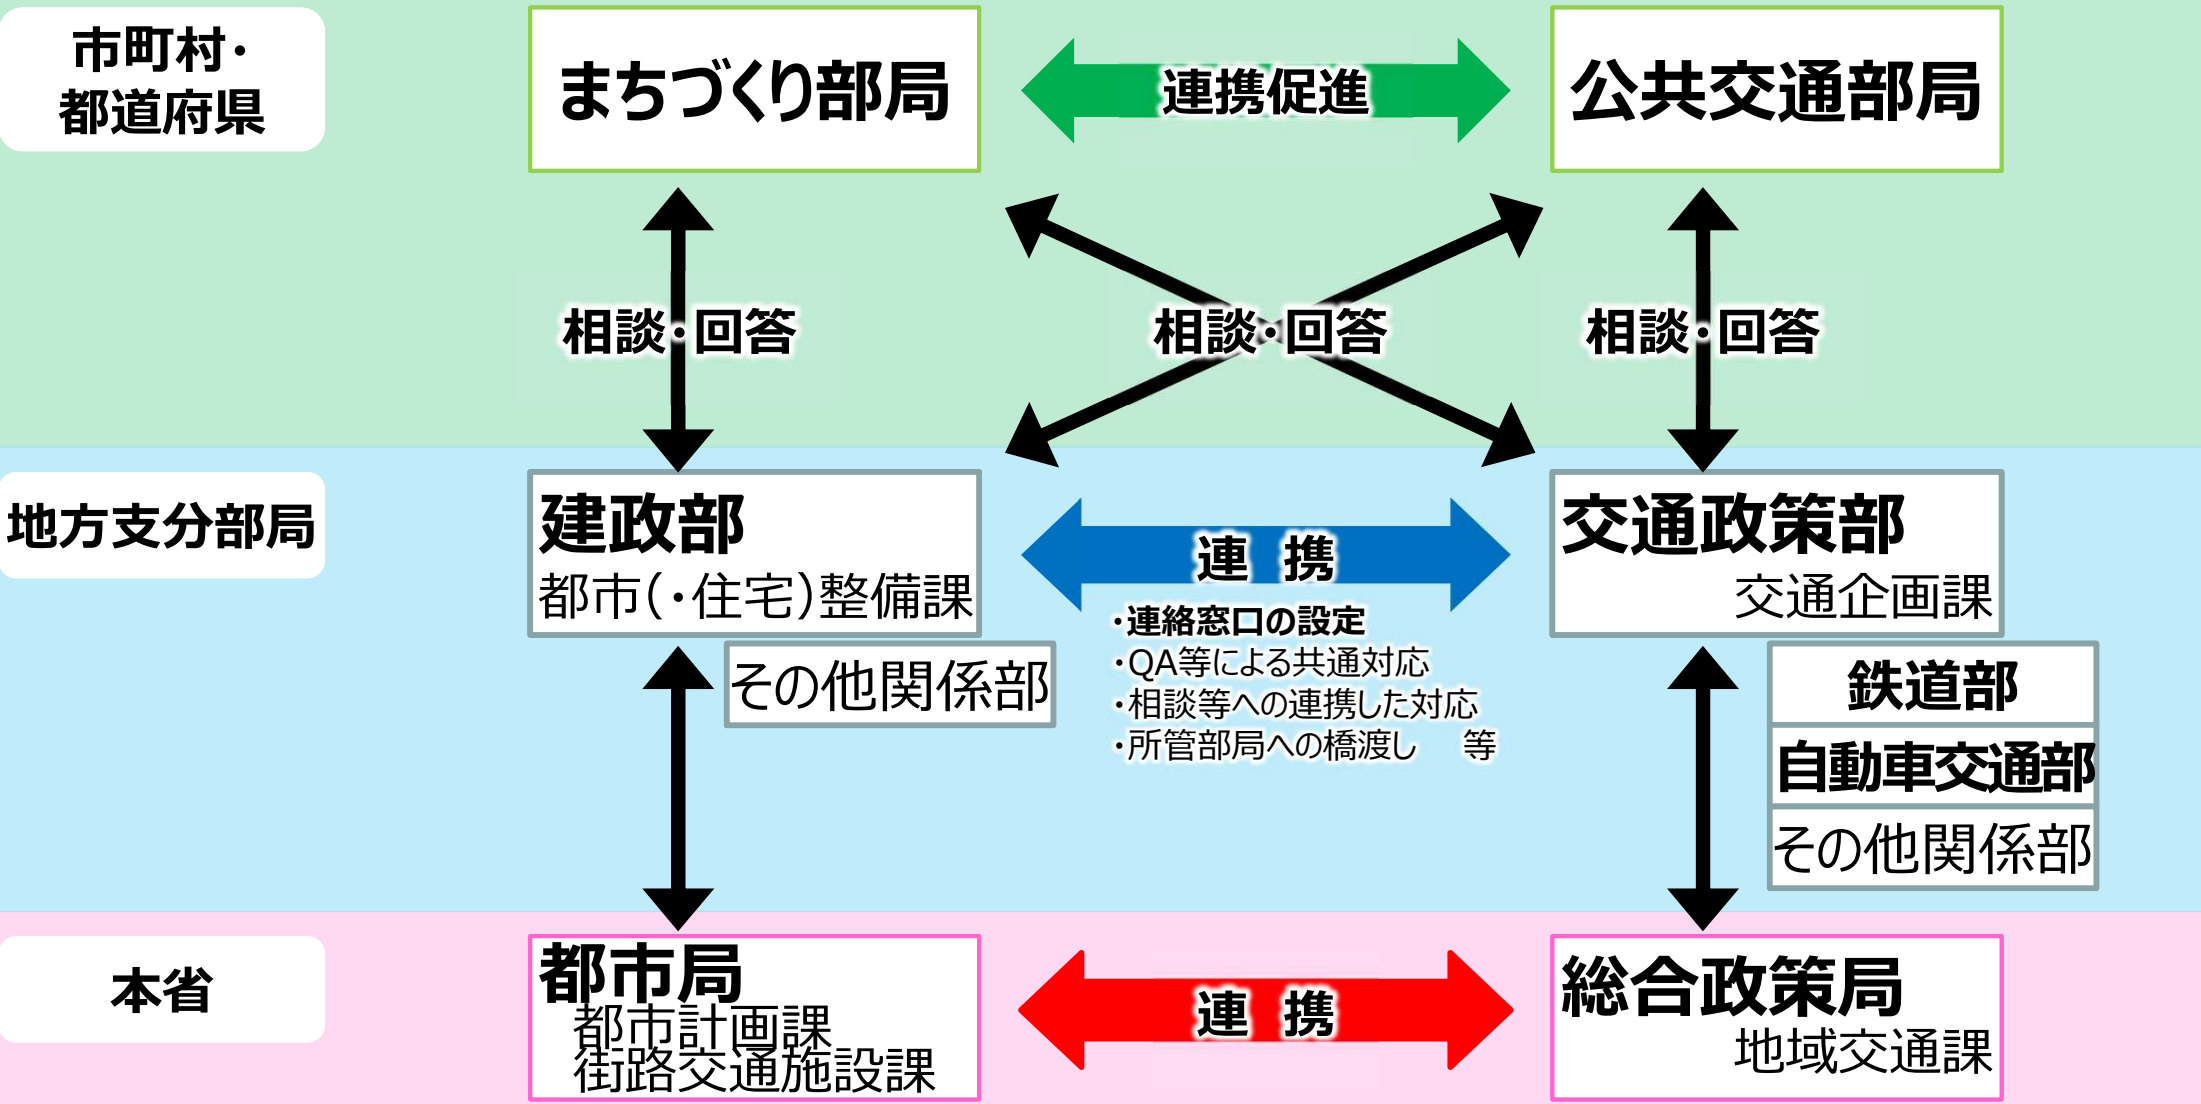 市町村・
都道府県
まちづくり部局
連携促進
公共交通部局
相談・回答
相談・回答
相談・回答
地方支分部局
建政部
都市(・住宅)整備課
その他関係部
連 携
・連絡窓口の設定
・QA等による共通対応
・相談等への連携した対応
・所管部局への橋渡し 等
交通政策部
交通企画課
鉄道部
自動車交通部
その他関係部
本省
都市局
都市計画課
街路交通施設課
連 携
総合政策局
地域交通課